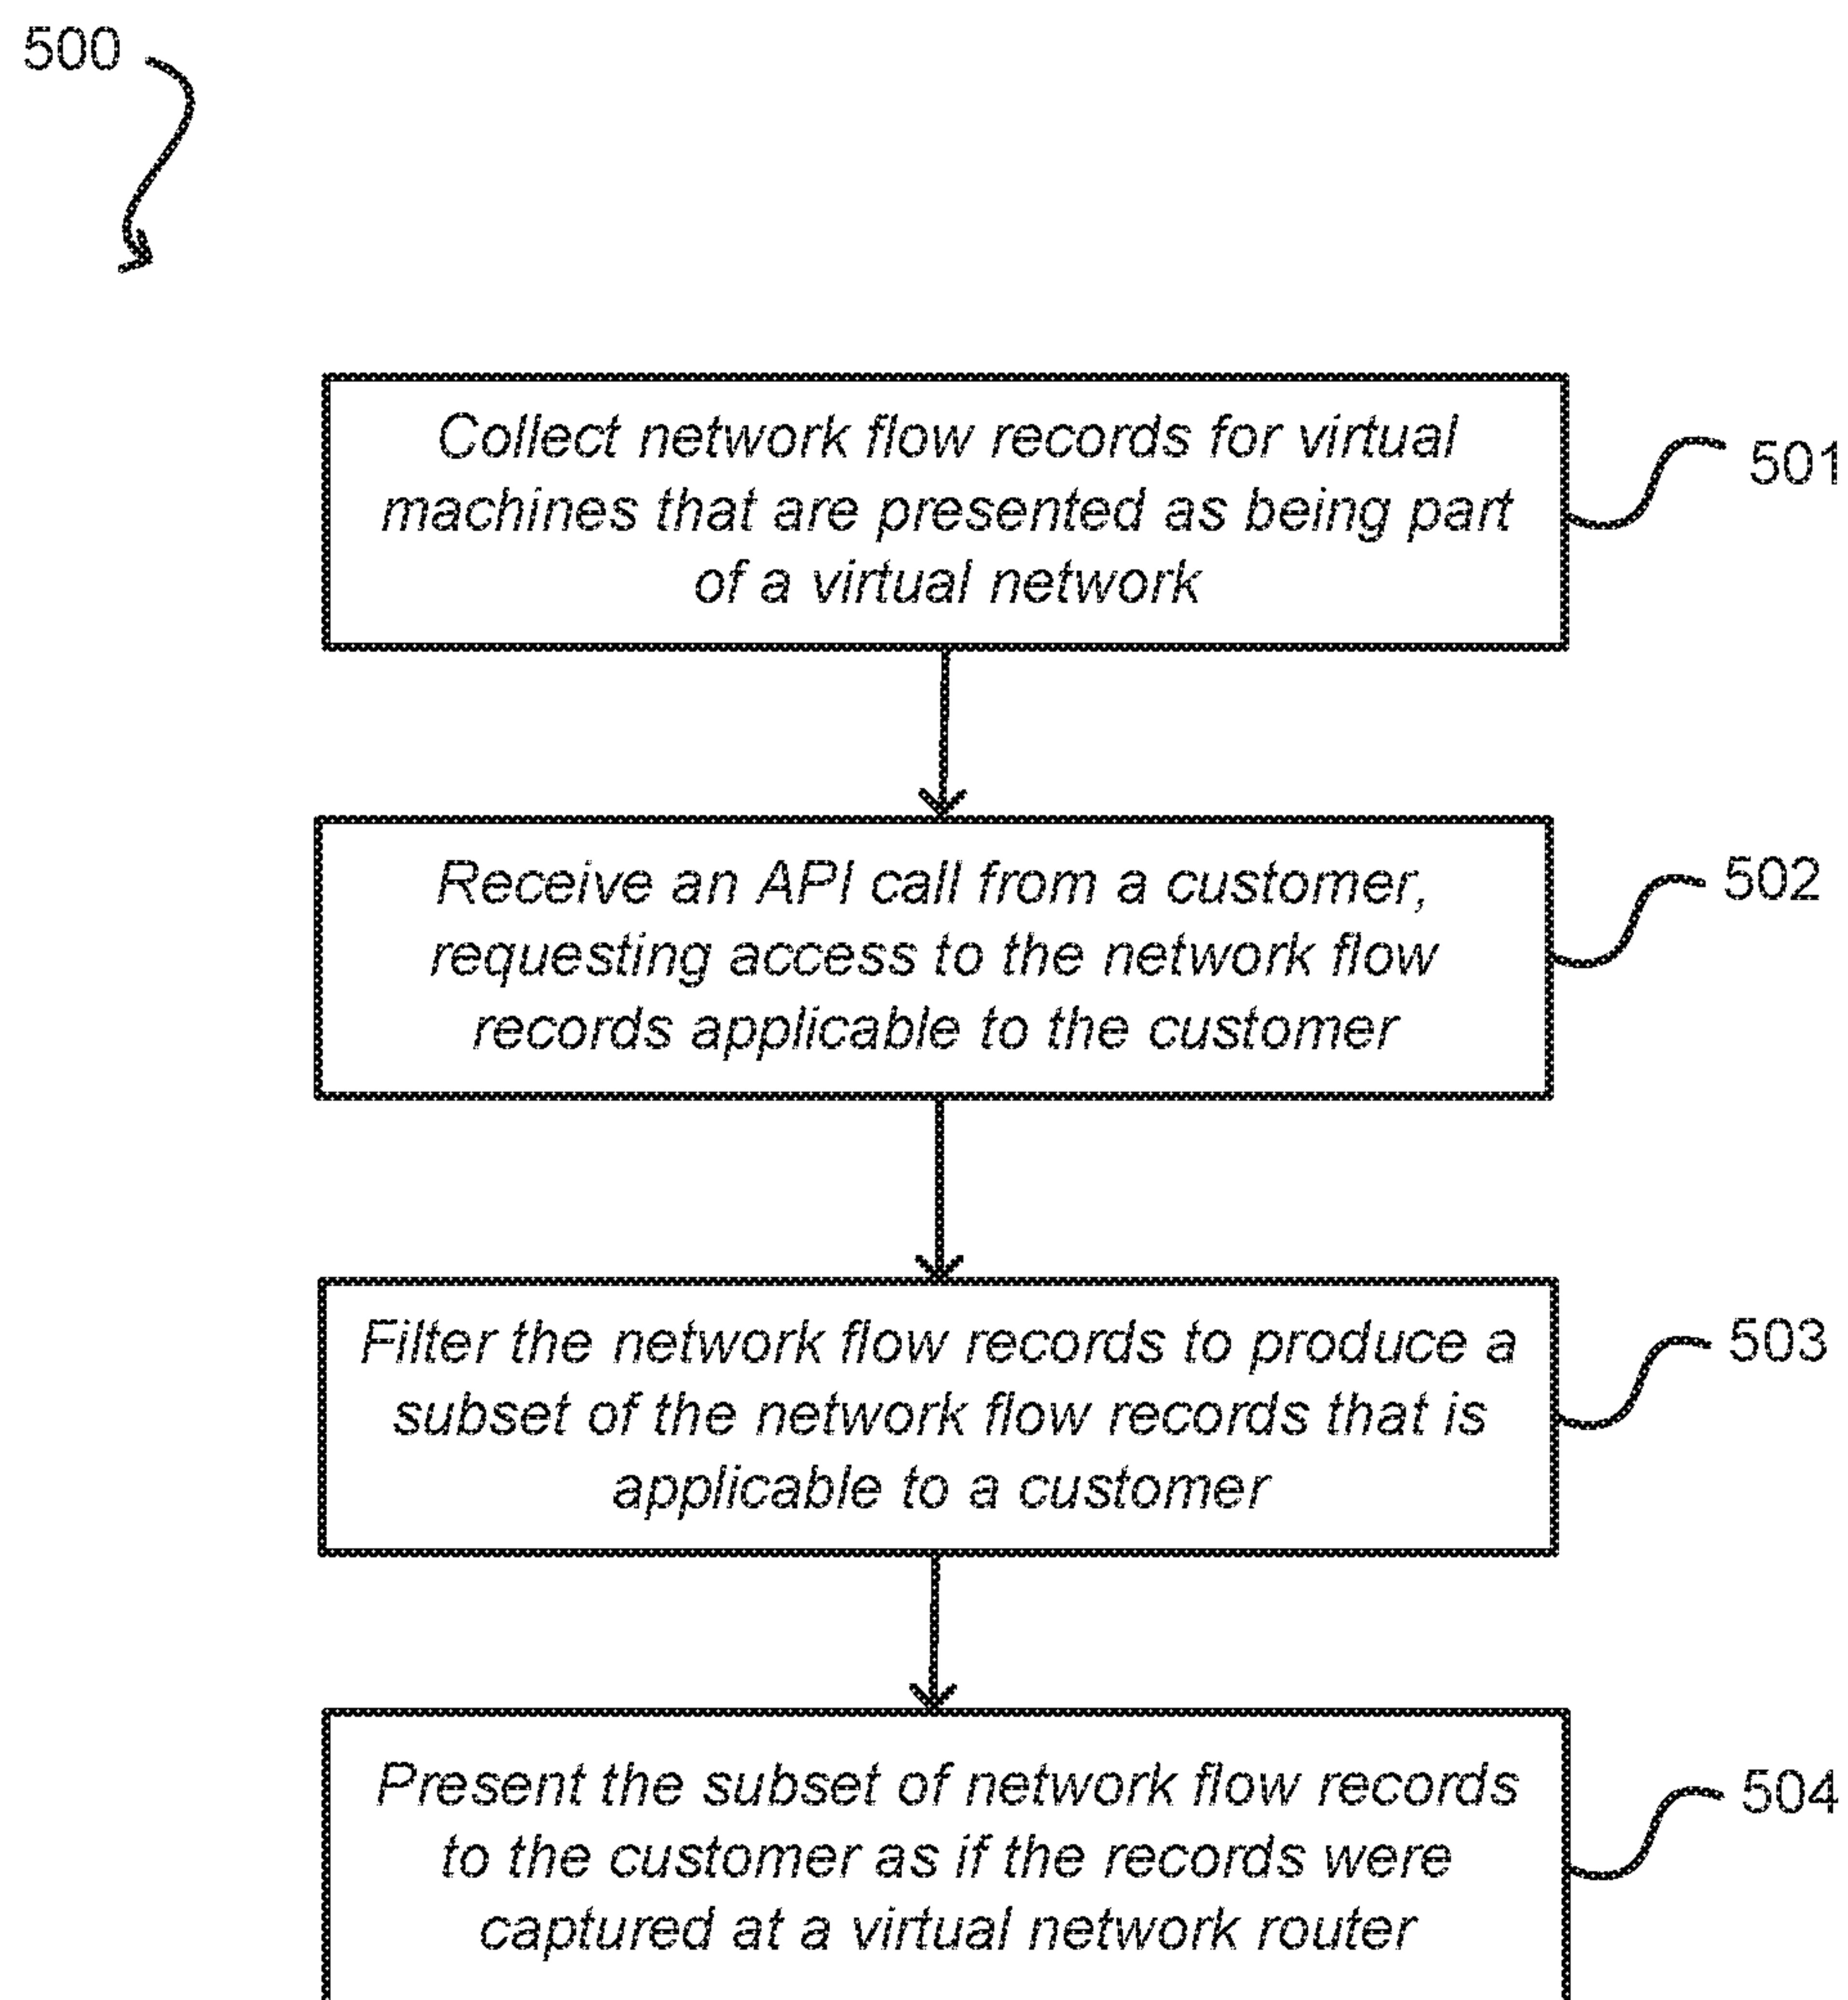 500
Collect network flow records for virtual
machines that are presented as being part
of a virtual network
501
Receive an API call from a customer,
requesting access to the network flow
records applicable to the customer
502
Filter the network flow records to produce a
subset of the network flow records that is
applicable to a customer
503
Present the subset of network flow records
to the customer as if the records were
captured at a virtual network router
504